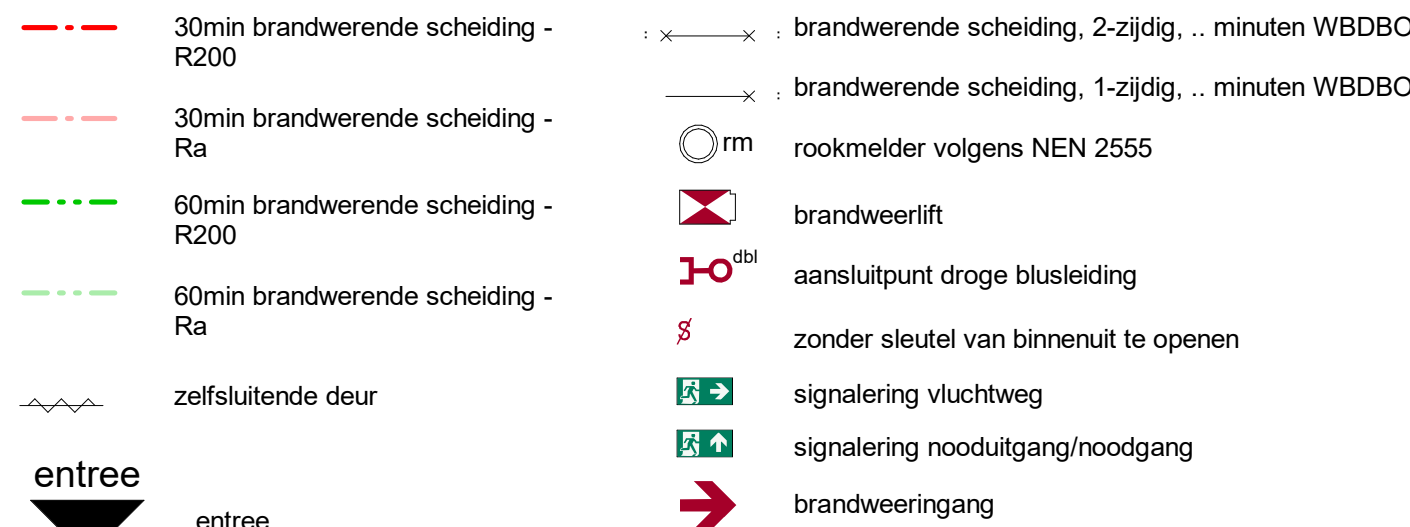 30min brandwerende scheiding -
R200
30min brandwerende scheiding -
Ra
60min brandwerende scheiding -
R200
60min brandwerende scheiding -
Ra
zelfsluitende deur
entree
entree
: : brandwerende scheiding, 2-zijdig, .. minuten WBDBO
: brandwerende scheiding, 1-zijdig, .. minuten WBDBO
rm rookmelder volgens NEN 2555
brandweerlift
dbl aansluitpunt droge blusleiding
S zonder sleutel van binnenuit te openen
signalering vluchtweg
signalering nooduitgang/noodgang
brandweeringang